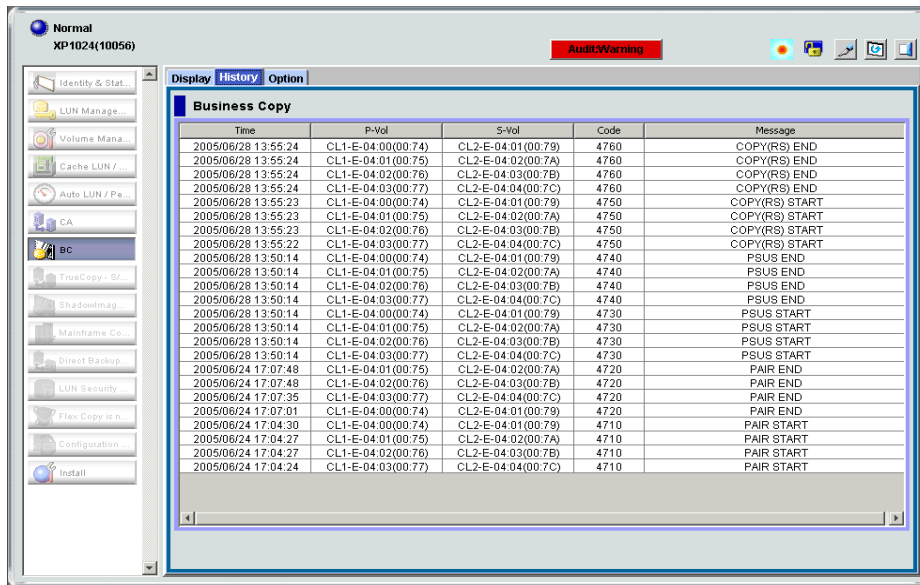 Normal
XP1024(10056)
Audit:Warning
Identity & Stat...
LUN Manage...
Volume Mana...
Cache LUN / ...
Auto LUN / Pe...
CA
BC
TrueCopy - S/...
ShadowImag...
Mainframe Co...
Direct Backup...
LUN Security ...
Flex Copy is n...
Configuration ...
Install
Display History Option
Business Copy
Time P-Vol S-Vol Code Message
2005/06/28 13:55:24 CL1-E-04:00(00:74) CL2-E-04:01(00:79) 4760 COPY(RS) END
2005/06/28 13:55:24 CL1-E-04:01(00:75) CL2-E-04:02(00:7A) 4760 COPY(RS) END
2005/06/28 13:55:24 CL1-E-04:02(00:76) CL2-E-04:03(00:7B) 4760 COPY(RS) END
2005/06/28 13:55:24 CL1-E-04:03(00:77) CL2-E-04:04(00:7C) 4760 COPY(RS) END
2005/06/28 13:55:23 CL1-E-04:00(00:74) CL2-E-04:01(00:79) 4750 COPY(RS) START
2005/06/28 13:55:23 CL1-E-04:01(00:75) CL2-E-04:02(00:7A) 4750 COPY(RS) START
2005/06/28 13:55:23 CL1-E-04:02(00:76) CL2-E-04:03(00:7B) 4750 COPY(RS) START
2005/06/28 13:55:22 CL1-E-04:03(00:77) CL2-E-04:04(00:7C) 4750 COPY(RS) START
2005/06/28 13:50:14 CL1-E-04:00(00:74) CL2-E-04:01(00:79) 4740 PSUS END
2005/06/28 13:50:14 CL1-E-04:01(00:75) CL2-E-04:02(00:7A) 4740 PSUS END
2005/06/28 13:50:14 CL1-E-04:02(00:76) CL2-E-04:03(00:7B) 4740 PSUS END
2005/06/28 13:50:14 CL1-E-04:03(00:77) CL2-E-04:04(00:7C) 4740 PSUS END
2005/06/28 13:50:14 CL1-E-04:00(00:74) CL2-E-04:01(00:79) 4730 PSUS START
2005/06/28 13:50:14 CL1-E-04:01(00:75) CL2-E-04:02(00:7A) 4730 PSUS START
2005/06/28 13:50:14 CL1-E-04:02(00:76) CL2-E-04:03(00:7B) 4730 PSUS START
2005/06/28 13:50:14 CL1-E-04:03(00:77) CL2-E-04:04(00:7C) 4730 PSUS START
2005/06/24 17:07:48 CL1-E-04:01(00:75) CL2-E-04:02(00:7A) 4720 PAIR END
2005/06/24 17:07:48 CL1-E-04:02(00:76) CL2-E-04:03(00:7B) 4720 PAIR END
2005/06/24 17:07:35 CL1-E-04:03(00:77) CL2-E-04:04(00:7C) 4720 PAIR END
2005/06/24 17:07:01 CL1-E-04:00(00:74) CL2-E-04:01(00:79) 4720 PAIR END
2005/06/24 17:04:30 CL1-E-04:00(00:74) CL2-E-04:01(00:79) 4710 PAIR START
2005/06/24 17:04:27 CL1-E-04:01(00:75) CL2-E-04:02(00:7A) 4710 PAIR START
2005/06/24 17:04:27 CL1-E-04:02(00:76) CL2-E-04:03(00:7B) 4710 PAIR START
2005/06/24 17:04:24 CL1-E-04:03(00:77) CL2-E-04:04(00:7C) 4710 PAIR START